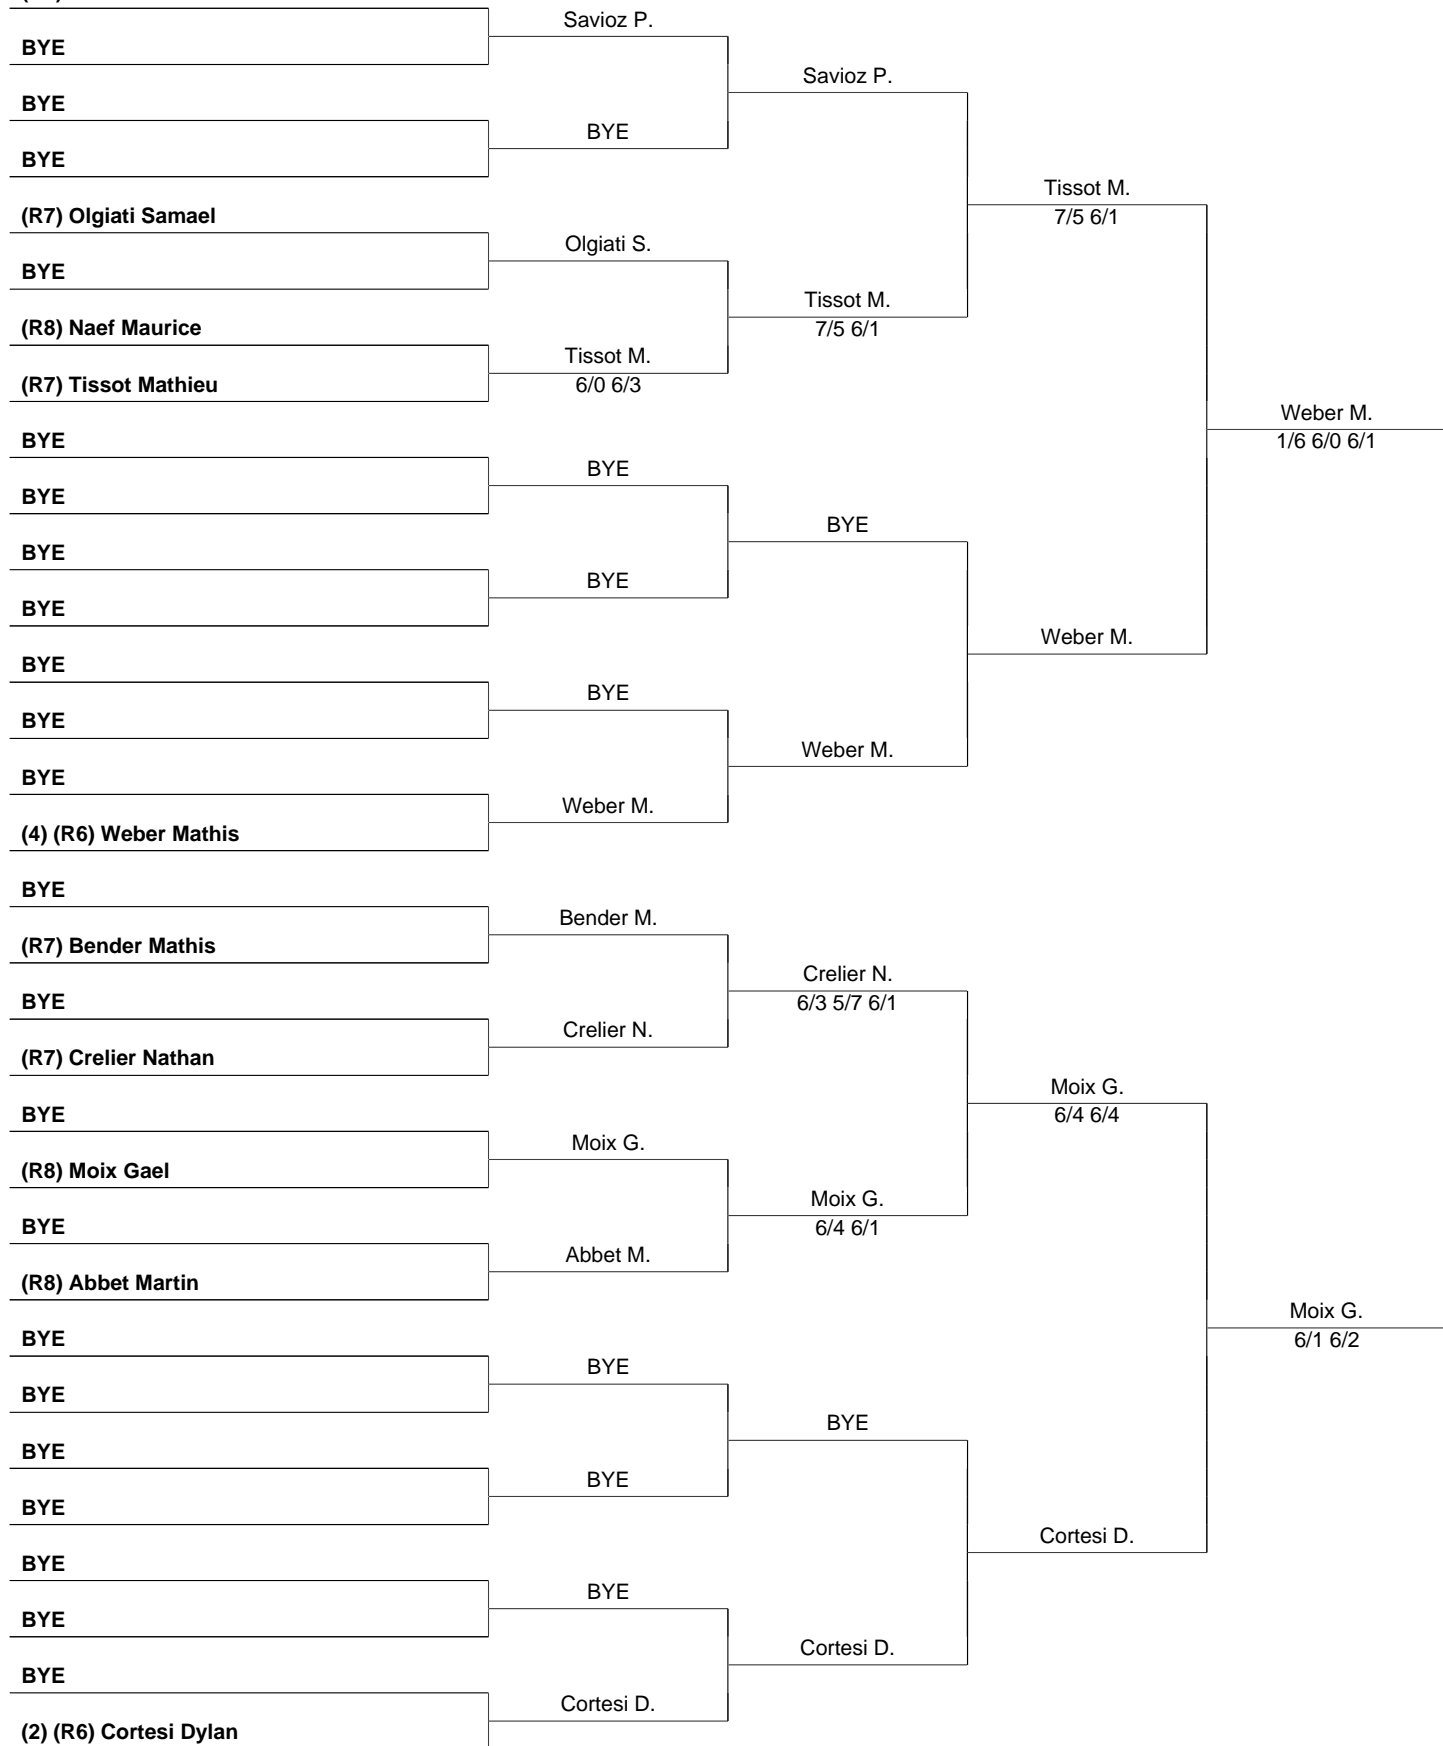 Savioz P.
BYE
Savioz P.
BYE
BYE
BYE
Tissot M.
(R7) Olgiati Samael
7/5 6/1
Olgiati S.
BYE
Tissot M.
(R8) Naef Maurice
7/5 6/1
Tissot M.
(R7) Tissot Mathieu
6/0 6/3
Weber M.
BYE
1/6 6/0 6/1
BYE
BYE
BYE
BYE
BYE
BYE
Weber M.
BYE
BYE
BYE
Weber M.
BYE
Weber M.
(4) (R6) Weber Mathis
BYE
Bender M.
(R7) Bender Mathis
Crelier N.
BYE
6/3 5/7 6/1
Crelier N.
(R7) Crelier Nathan
Moix G.
BYE
6/4 6/4
Moix G.
(R8) Moix Gael
Moix G.
BYE
6/4 6/1
Abbet M.
(R8) Abbet Martin
Moix G.
BYE
6/1 6/2
BYE
BYE
BYE
BYE
BYE
BYE
Cortesi D.
BYE
BYE
BYE
Cortesi D.
BYE
Cortesi D.
(2) (R6) Cortesi Dylan